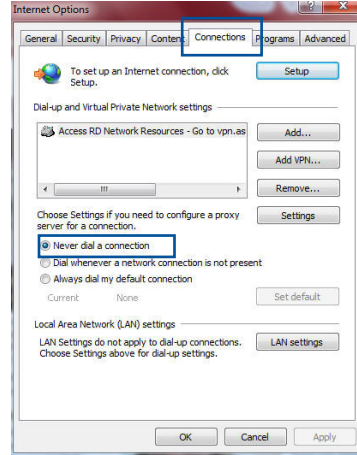 Internet Options
General Security Privacy Content Connections Programs Advanced
To set up an Internet connection, click
Setup.
Setup
Dial-up and Virtual Private Network settings
Access RD Network Resources - Go to vpn.as
Add...
Add VPN...
Remove...
Choose Settings if you need to configure a proxy
server for a connection.
Settings
Never dial a connection
Dial whenever a network connection is not present
Always dial my default connection
Current None
Set default
Local Area Network (LAN) settings
LAN Settings do not apply to dial-up connections.
Choose Settings above for dial-up settings.
LAN settings
OK Cancel Apply